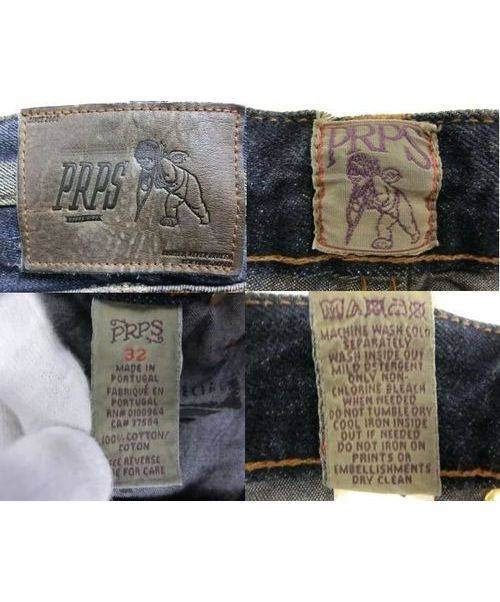 PRPS
PRPS
PRPS
32
MADE IN
PORTUGAL
FABRIQUÉ EN
PORTUGAL
RN# 0100964
CA# 37584
100% COTTON/
COTON
REVERSE
FOR CARE
MACHINE WASH COLD
SEPARATELY
WASH INSIDE OUT
MILD DETERGENT
ONLY NON-
CHLORINE BLEACH
WHEN NEEDED
DO NOT TUMBLE DRY
COOL IRON INSIDE
OUT IF NEEDED
DO NOT IRON ON
PRINTS OR
EMBELLISHMENTS
DRY CLEAN